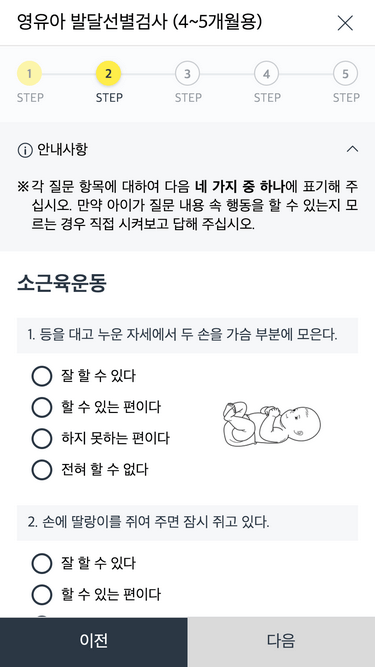 영유아 발달선별검사 (4~5개월용)
1 2 3 4 5
STEP STEP STEP STEP STEP
안내사항
※ 각 질문 항목에 대하여 다음 네 가지 중 하나에 표기해 주
십시오. 만약 아이가 질문 내용 속 행동을 할 수 있는지 모
르는 경우 직접 시켜보고 답해 주십시오.
소근육운동
1. 등을 대고 누운 자세에서 두 손을 가슴 부분에 모은다.
잘 할 수 있다
할 수 있는 편이다
하지 못하는 편이다
전혀 할 수 없다
2. 손에 딸랑이를 쥐여 주면 잠시 쥐고 있다.
잘 할 수 있다
할 수 있는 편이다
이전 다음